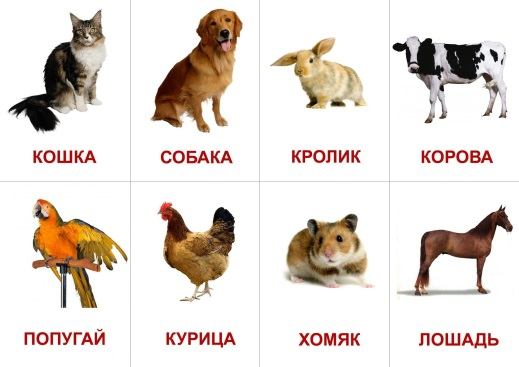 КОШКА
СОБАКА
КРОЛИК
КОРОВА
ПОПУГАЙ
КУРИЦА
ХОМЯК
ЛОШАДЬ